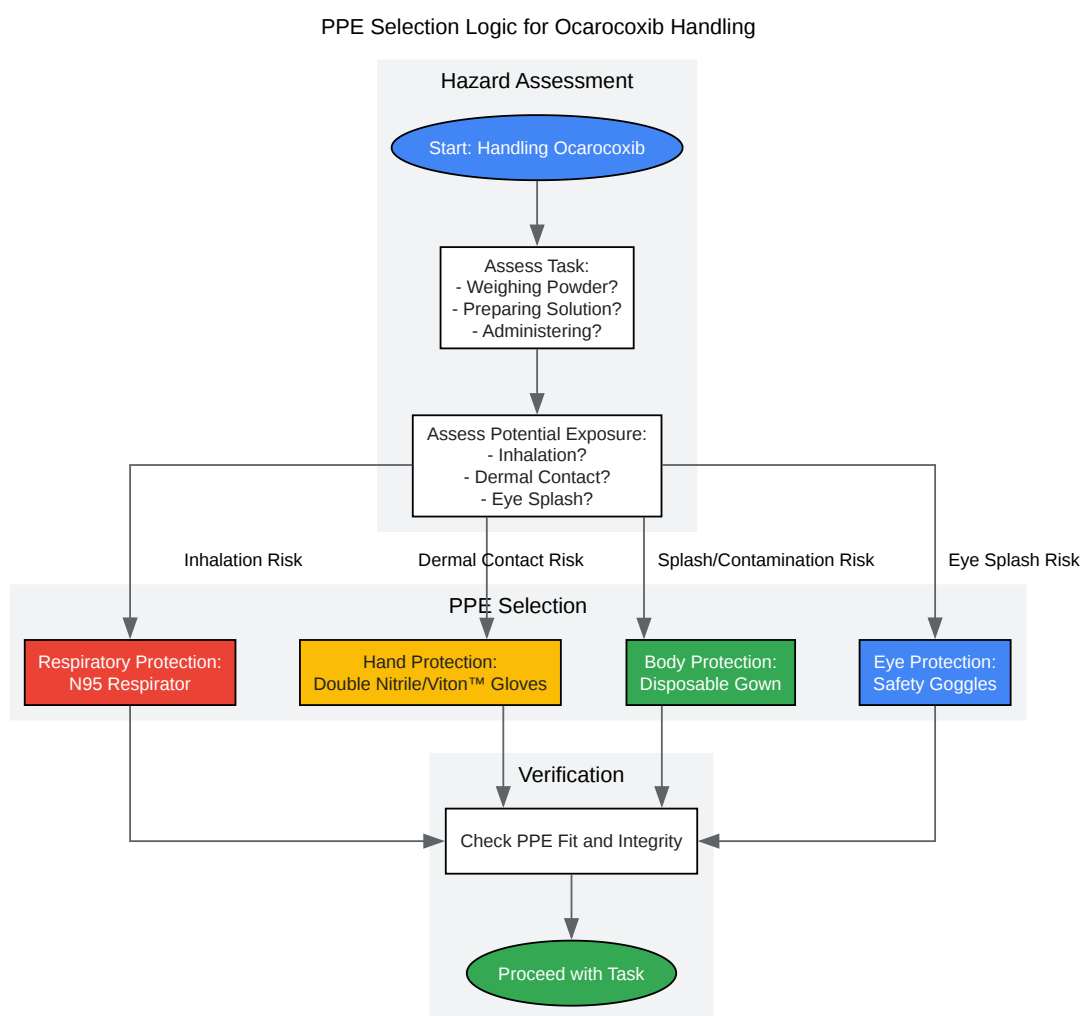 PPE Selection Logic for Ocarocoxib Handling
Hazard Assessment
Start: Handling Ocarocoxib
Assess Task:
- Weighing Powder?
- Preparing Solution?
- Administering?
Assess Potential Exposure:
- Inhalation?
- Dermal Contact?
- Eye Splash?
Inhalation Risk
Dermal Contact Risk
Splash/Contamination Risk
Eye Splash Risk
PPE Selection
Respiratory Protection:
N95 Respirator
Hand Protection:
Double Nitrile/Viton™ Gloves
Body Protection:
Disposable Gown
Eye Protection:
Safety Goggles
Verification
Check PPE Fit and Integrity
Proceed with Task